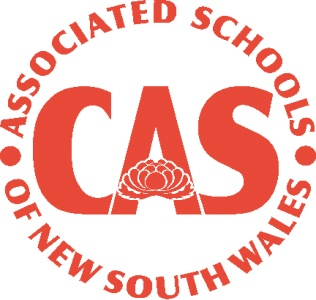 ASSOCIATED SCHOOLS
CAS
OF NEW SOUTH WALES